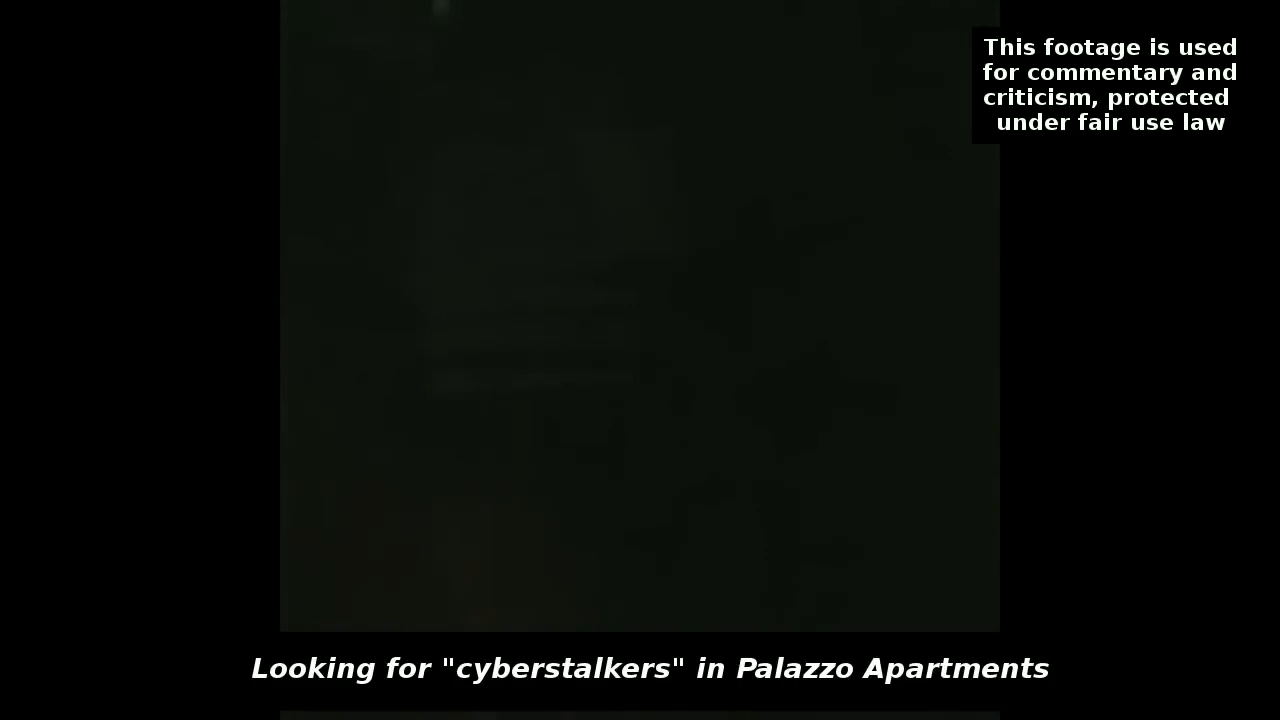 This footage is used
for commentary and
criticism, protected
under fair use law
Looking for "cyberstalkers" in Palazzo Apartments